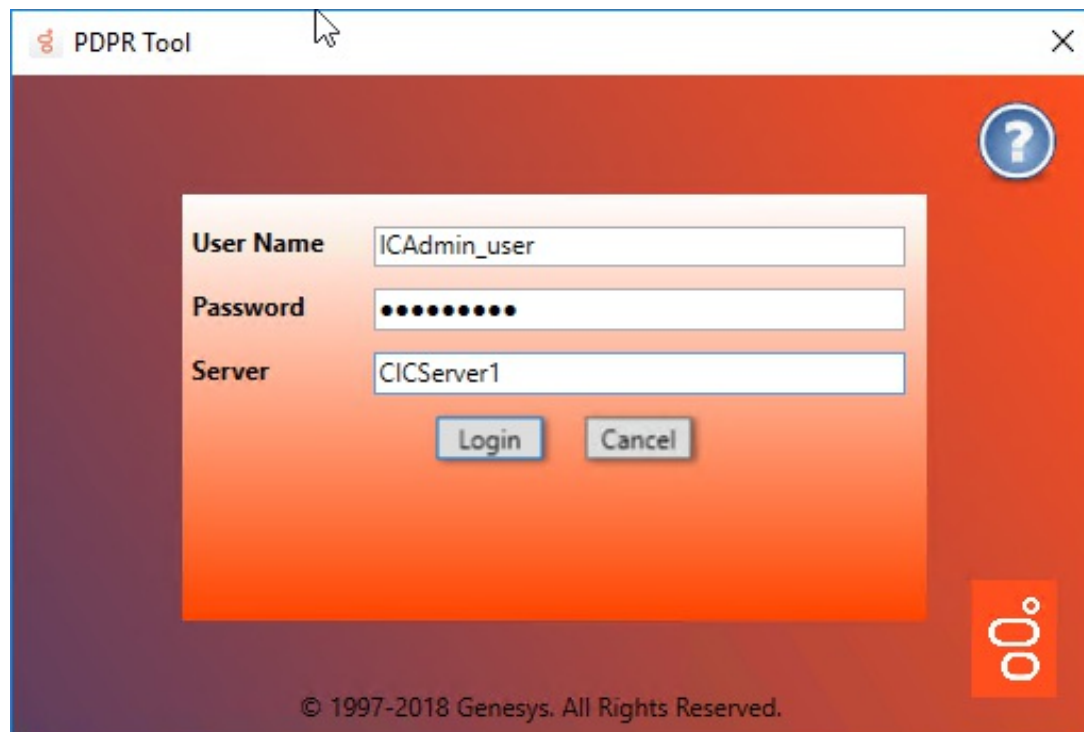 PDPR Tool
?
User Name ICAdmin_user
Password •••••••••
Server CICServer1
Login Cancel
© 1997-2018 Genesys. All Rights Reserved.